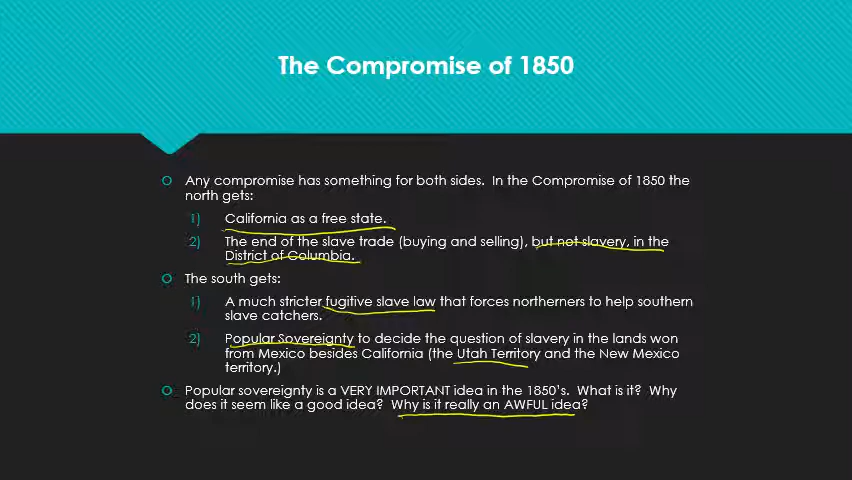 The Compromise of 1850
Any compromise has something for both sides.  In the Compromise of 1850 the
north gets:
1) California as a free state.
2) The end of the slave trade (buying and selling), but not slavery, in the
District of Columbia.
The south gets:
1) A much stricter fugitive slave law that forces northerners to help southern
slave catchers.
2) Popular Sovereignty to decide the question of slavery in the lands won
from Mexico besides California (the Utah Territory and the New Mexico
territory.)
Popular sovereignty is a VERY IMPORTANT idea in the 1850's.  What is it?  Why
does it seem like a good idea?  Why is it really an AWFUL idea?